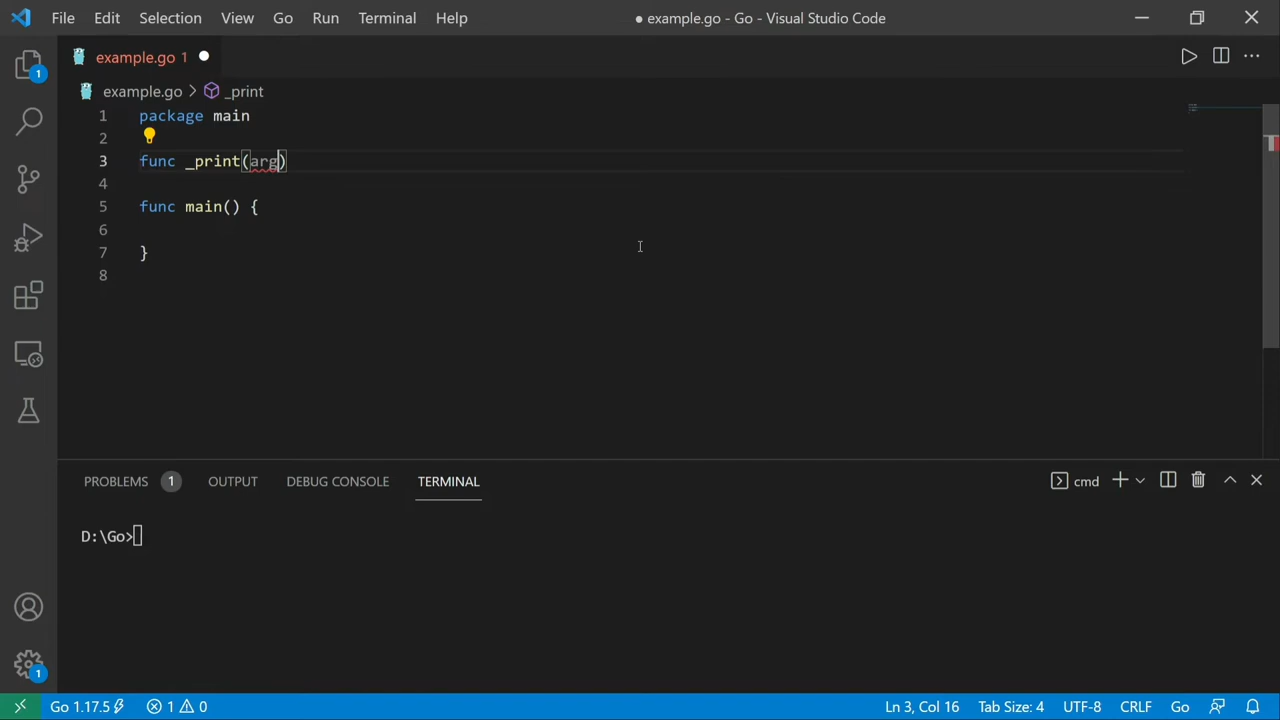 File Edit Selection View Go Run Terminal Help ● example.go - Go - Visual Studio Code
example.go 1
example.go > _print
1 package main
2
3 func _print(arg)
4
5 func main() {
6
7 }
8
PROBLEMS 1 OUTPUT DEBUG CONSOLE TERMINAL cmd
D:\Go>
1
1
Go 1.17.5 1 0 Ln 3, Col 16 Tab Size: 4 UTF-8 CRLF Go